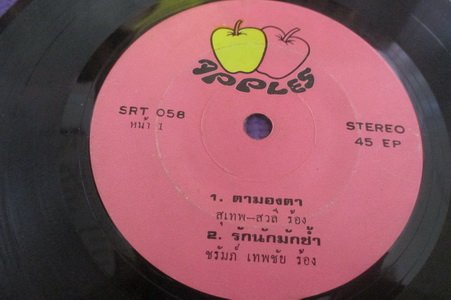 APPLES
SRT 058
หน้า 1
STEREO
45 EP
1. ตามองตา
สุเทพ-สวลี ร้อง
2. รักนักมักช้ำ
ชรัมภ์ เทพชัย ร้อง